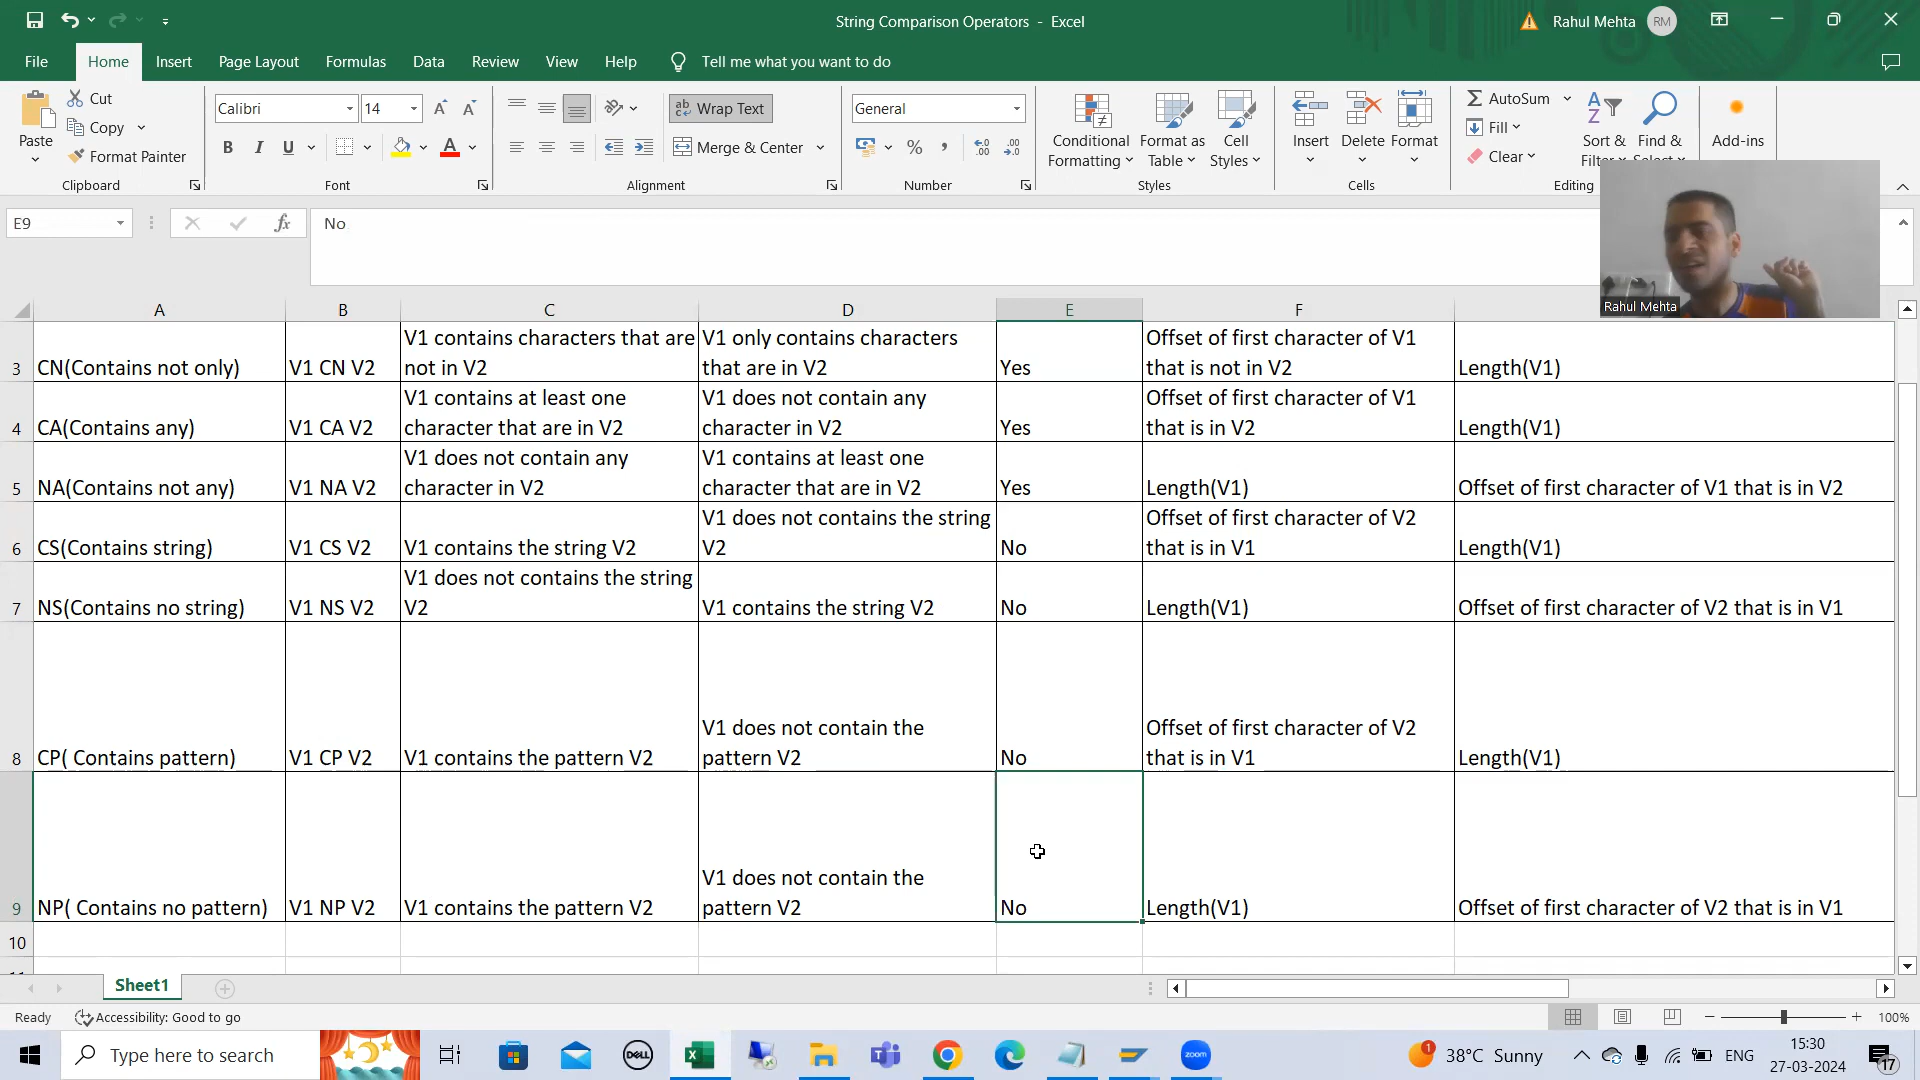 String Comparison Operators - Excel
Rahul Mehta
RM
File
Home
Insert
Page Layout
Formulas
Data
Review
View
Help
Tell me what you want to do
Paste
Cut
Copy
Format Painter
Clipboard
Calibri
14
B I U
Font
Wrap Text
Merge & Center
Alignment
General
Number
Conditional
Formatting
Format as
Table
Cell
Styles
Styles
Insert
Delete
Format
Cells
AutoSum
Fill
Clear
Sort &
Filter
Find &
Select
Editing
Add-ins
E9
fx
No
Rahul Mehta
A B C D E F
3
CN(Contains not only)
V1 CN V2
V1 contains characters that are
not in V2
V1 only contains characters
that are in V2
Yes
Offset of first character of V1
that is not in V2
Length(V1)
4
CA(Contains any)
V1 CA V2
V1 contains at least one
character that are in V2
V1 does not contain any
character in V2
Yes
Offset of first character of V1
that is in V2
Length(V1)
5
NA(Contains not any)
V1 NA V2
V1 does not contain any
character in V2
V1 contains at least one
character that are in V2
Yes
Length(V1)
Offset of first character of V1 that is in V2
6
CS(Contains string)
V1 CS V2
V1 contains the string V2
V1 does not contains the string
V2
No
Offset of first character of V2
that is in V1
Length(V1)
7
NS(Contains no string)
V1 NS V2
V1 does not contains the string
V2
V1 contains the string V2
No
Length(V1)
Offset of first character of V2 that is in V1
8
CP( Contains pattern)
V1 CP V2
V1 contains the pattern V2
V1 does not contain the
pattern V2
No
Offset of first character of V2
that is in V1
Length(V1)
9
NP( Contains no pattern)
V1 NP V2
V1 contains the pattern V2
V1 does not contain the
pattern V2
No
Length(V1)
Offset of first character of V2 that is in V1
10
Sheet1
Ready
Accessibility: Good to go
100%
Type here to search
DELL
zoom
1
38°C Sunny
ENG
15:30
27-03-2024
17